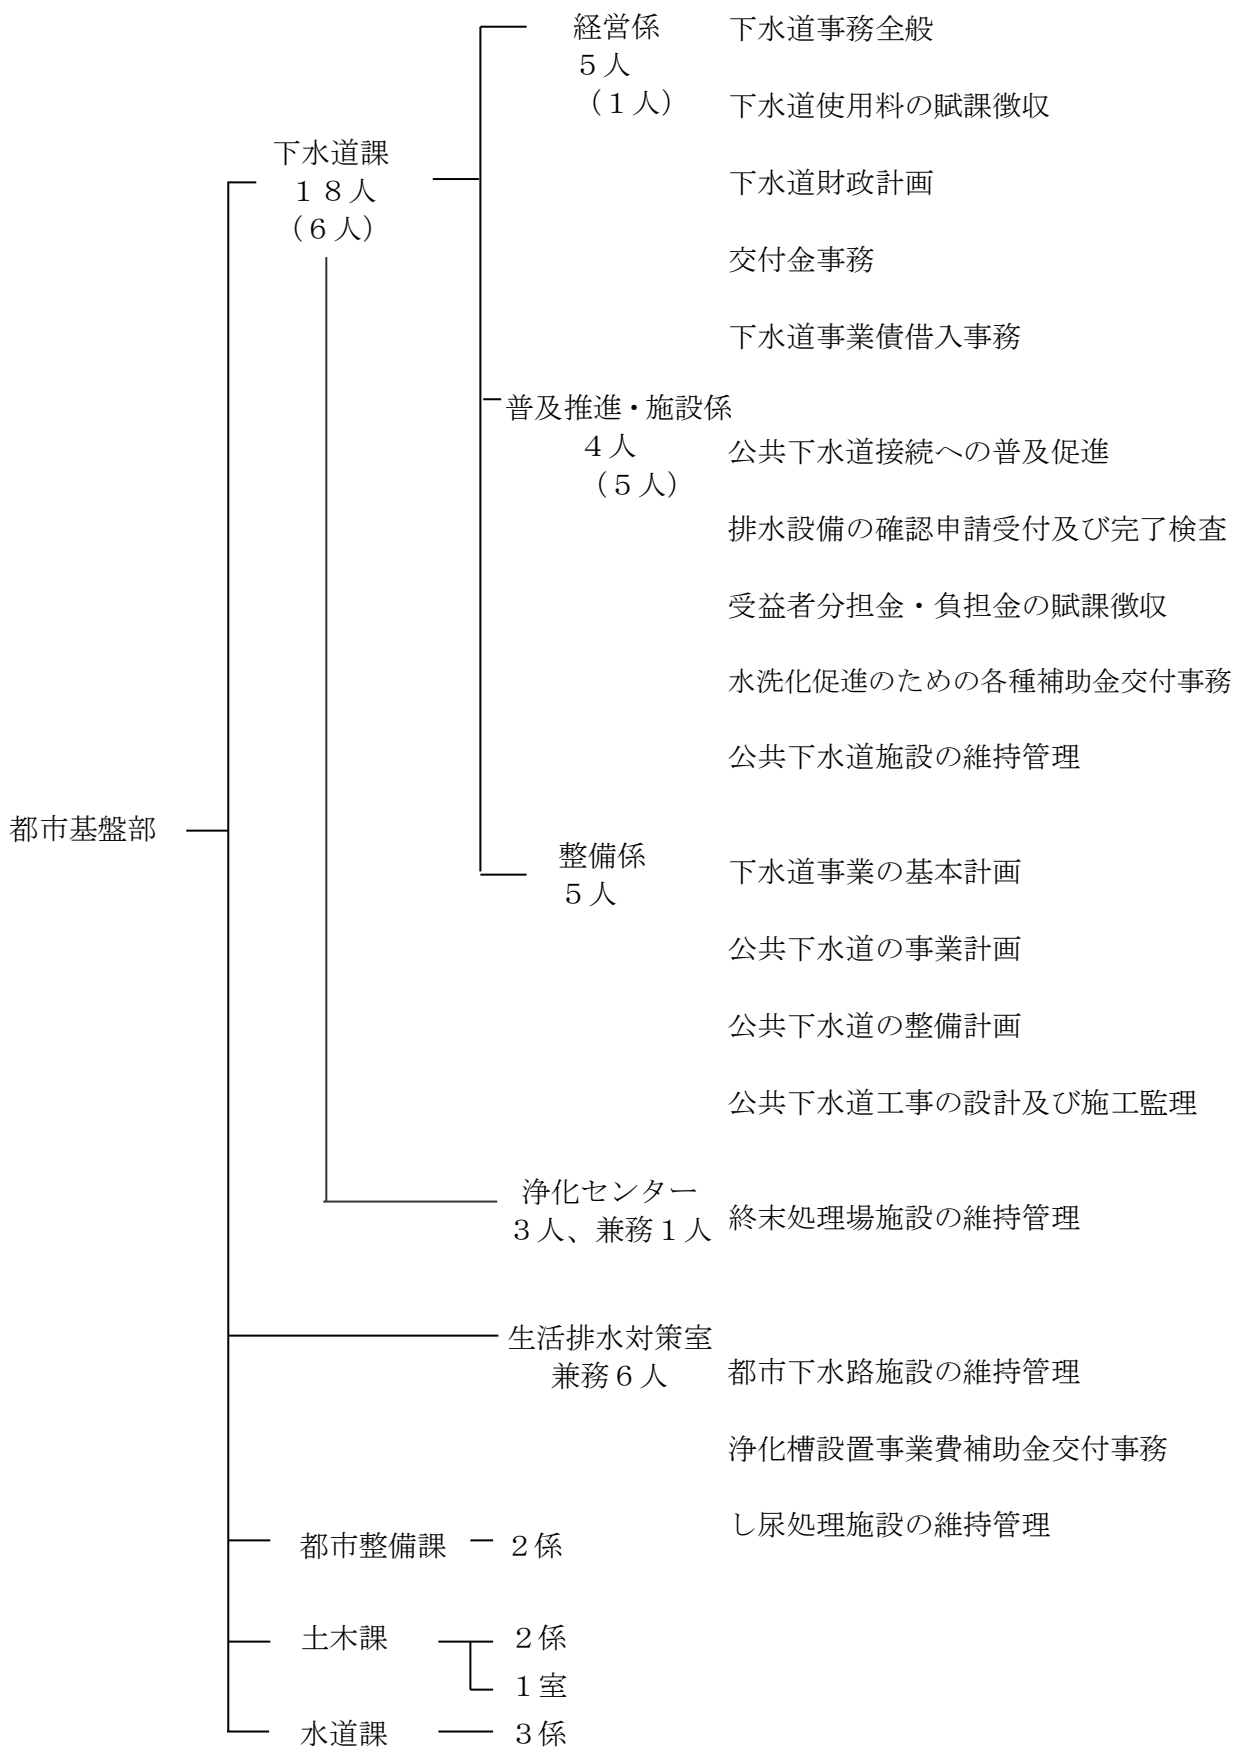 都市基盤部
下水道課
１８人
（６人）
経営係
５人
（１人）
下水道事務全般
下水道使用料の賦課徴収
下水道財政計画
交付金事務
下水道事業債借入事務
普及推進・施設係
４人
（５人）
公共下水道接続への普及促進
排水設備の確認申請受付及び完了検査
受益者分担金・負担金の賦課徴収
水洗化促進のための各種補助金交付事務
公共下水道施設の維持管理
整備係
５人
下水道事業の基本計画
公共下水道の事業計画
公共下水道の整備計画
公共下水道工事の設計及び施工監理
浄化センター
３人、兼務１人
終末処理場施設の維持管理
生活排水対策室
兼務６人
都市下水路施設の維持管理
浄化槽設置事業費補助金交付事務
し尿処理施設の維持管理
都市整備課
２係
土木課
２係
１室
水道課
３係